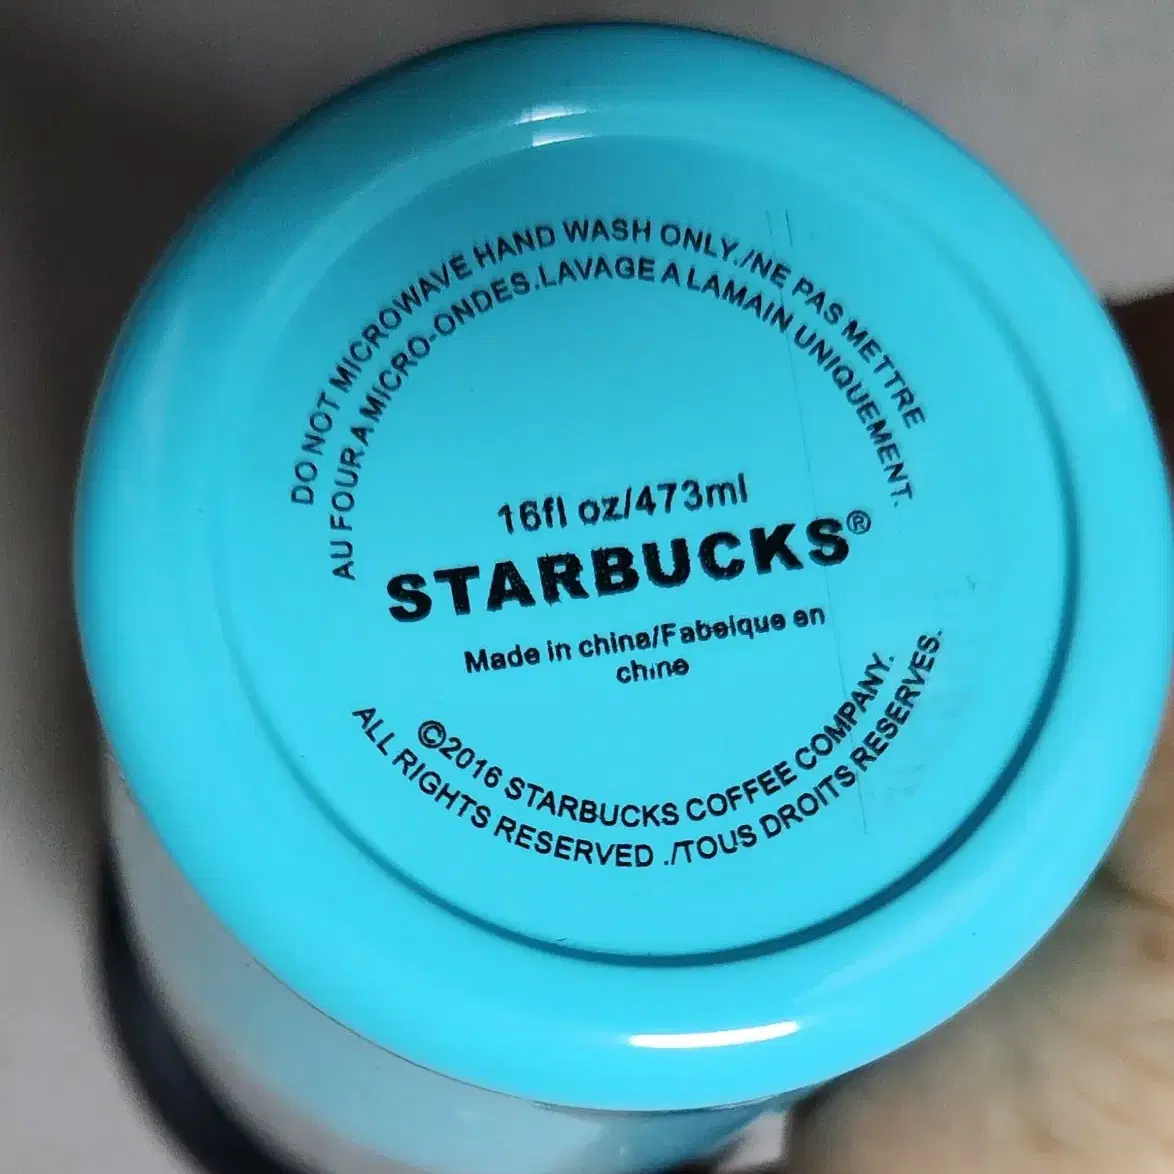 DO NOT MICROWAVE HAND WASH ONLY./NE PAS METTRE
AU FOUR A MICRO-ONDES.LAVAGE A LAMAIN UNIQUEMENT.
16fl oz/473ml
STARBUCKS®
Made in china/Fabeique en
chine
©2016 STARBUCKS COFFEE COMPANY.
ALL RIGHTS RESERVED ./TOUS DROITS RESERVES.